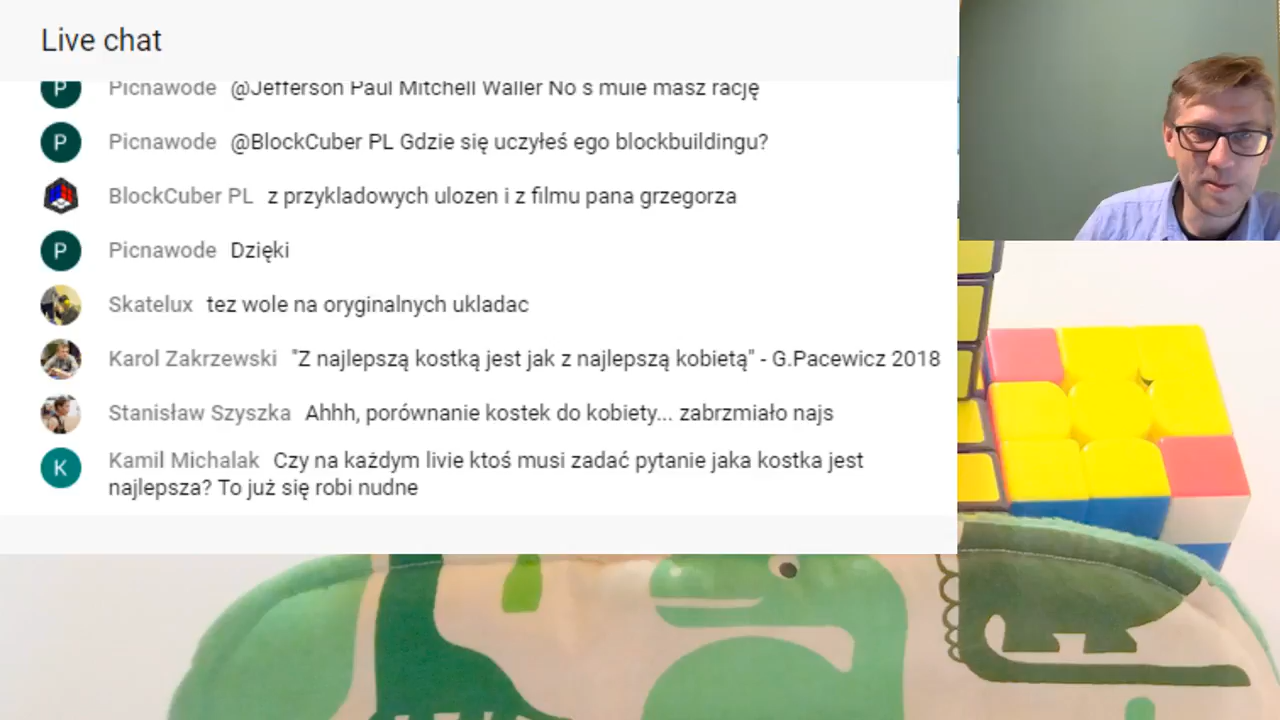 Live chat
Picnawode @Jefferson Paul Mitchell Waller No s muie masz rację
P Picnawode @BlockCuber PL Gdzie się uczyłeś ego blockbuildingu?
BlockCuber PL z przykladowych ulozen i z filmu pana grzegorza
P Picnawode Dzięki
Skatelux tez wole na oryginalnych ukladac
Karol Zakrzewski "Z najlepszą kostką jest jak z najlepszą kobietą" - G.Pacewicz 2018
Stanisław Szyszka Ahhh, porównanie kostek do kobiety... zabrzmiało najs
K Kamil Michalak Czy na każdym livie ktoś musi zadać pytanie jaka kostka jest
najlepsza? To już się robi nudne